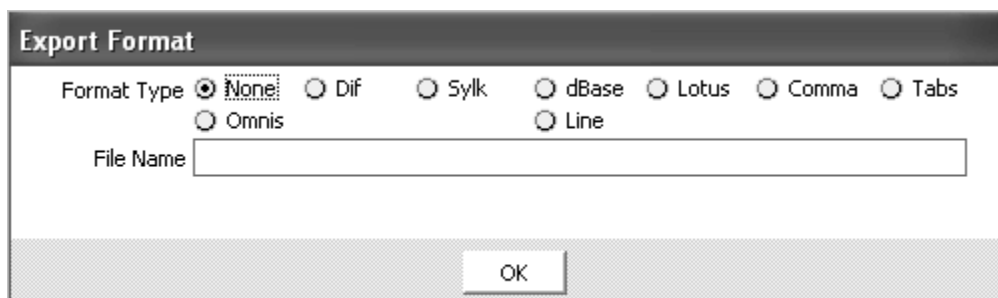 Export Format
Format Type None Dif Sylk dBase Lotus Comma Tabs
Omnis Line
File Name
OK